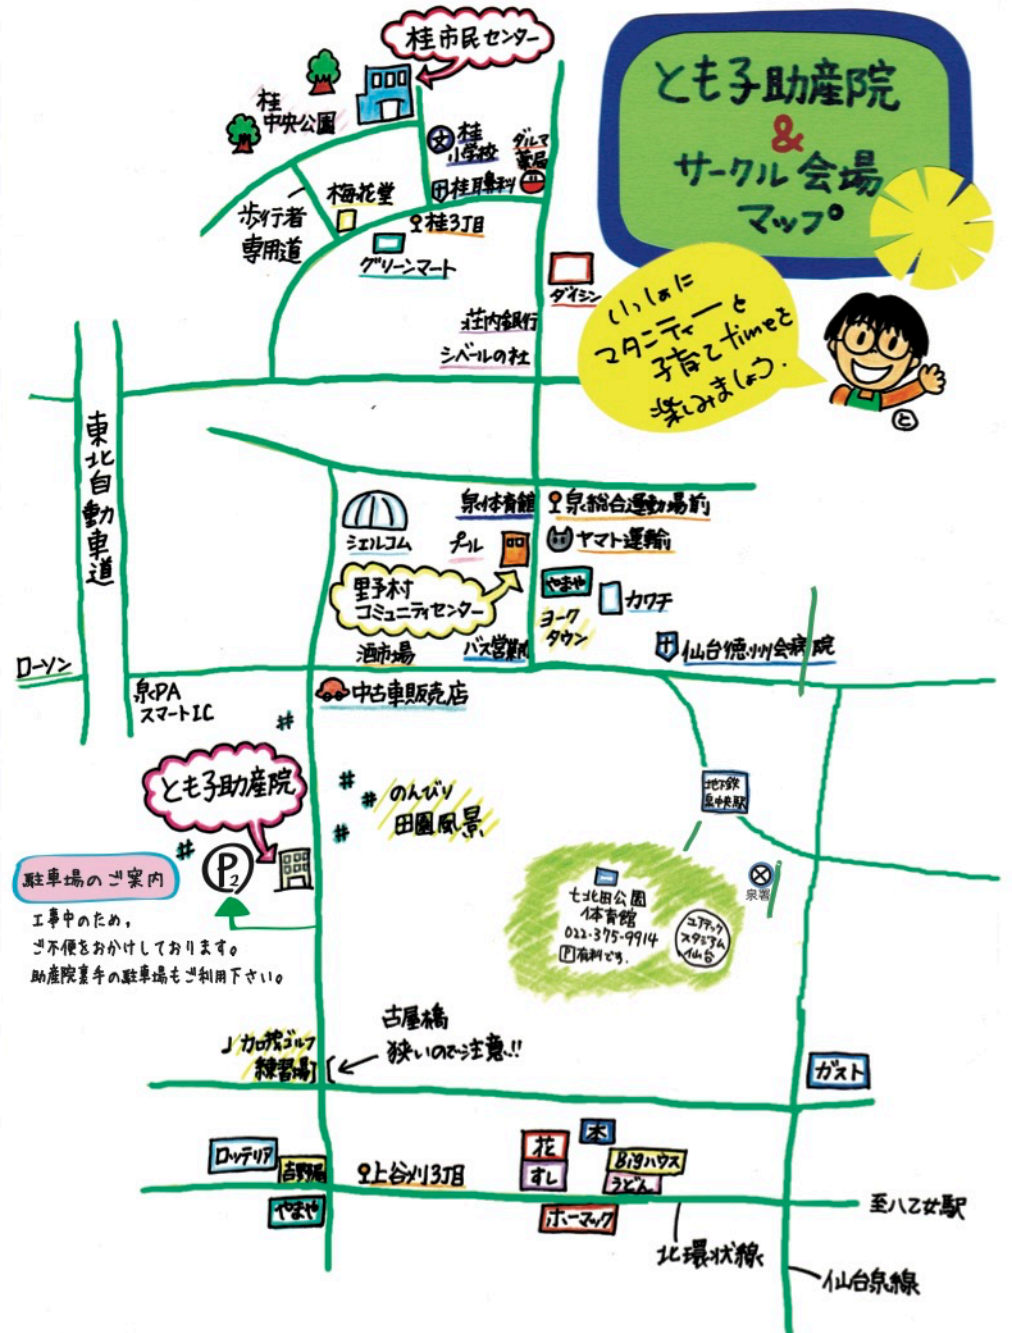 とも子助産院
&
サークル会場
マップ
いっしょに
マタニティーと
子育てtimeを
楽しみましょう.
と
桂市民センター
桂
中央公園
桂
小学校
ダルマ
薬局
桂耳鼻科
梅花堂
歩行者
専用道
桂3丁目
グリーンマート
ダイシン
荘内銀行
シベールの杜
東北自動車道
泉体育館
泉総合運動場前
シェルコム
プール
ヤマト運輸
野村
コミュニティセンター
やまや
カワチ
ヨーク
タウン
酒市場
バス営業所
仙台徳洲会病院
ローソン
泉PA
スマートIC
中古車販売店
とも子助産院
のんびり
田園風景
地下鉄
泉中央駅
P2
駐車場のご案内
工事中のため、
ご不便をおかけしております。
助産院裏手の駐車場もご利用下さい。
七北田公園
体育館
022-375-9914
P有料です.
ユアテック
スタジアム
仙台
泉署
古屋橋
狭いので注意!!
加茂ゴルフ
練習場
ガスト
ロッテリア
吉野家
上谷刈3丁目
やまや
花
本
すし
Bigハウス
うどん
ホーマック
至八乙女駅
北環状線
仙台泉線